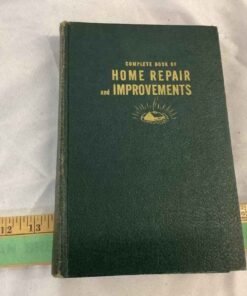 COMPLETE BOOK OF
HOME REPAIR
and IMPROVEMENTS
12 13